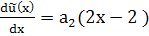 dũ(x)/dx = a₂(2x − 2 )